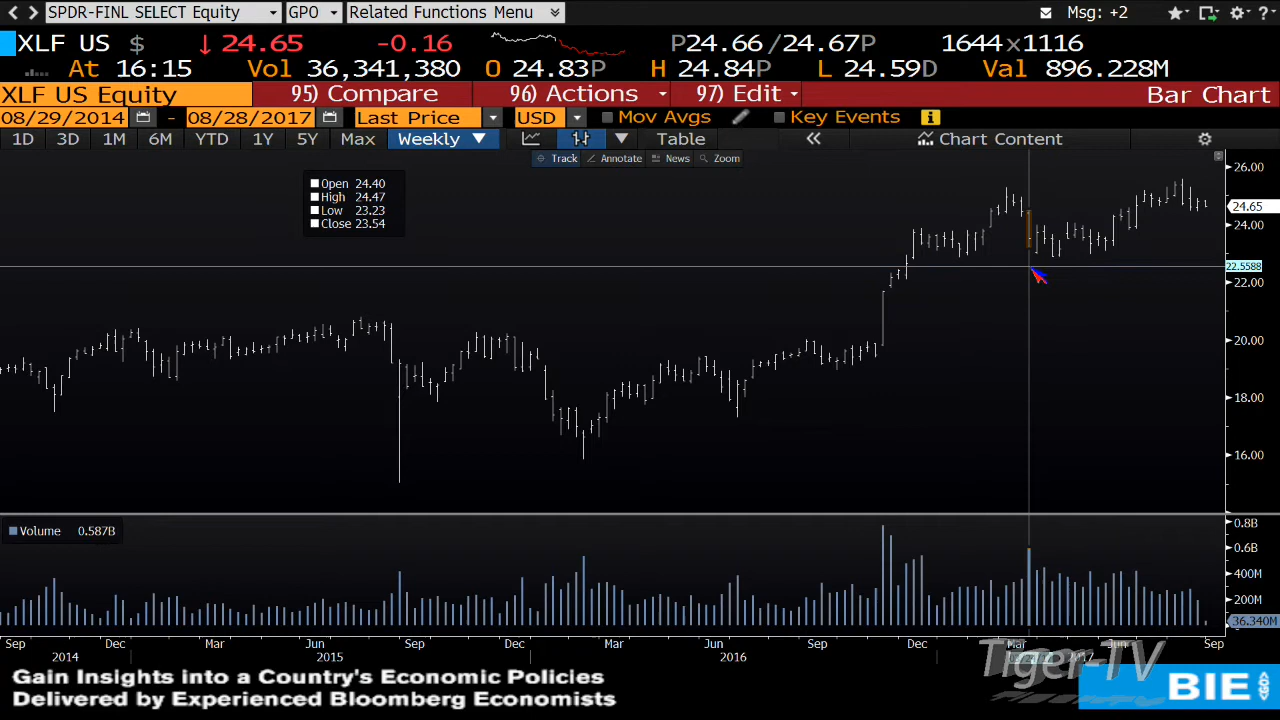 SPDR-FINL SELECT Equity GPO Related Functions Menu Msg: +2
XLF US $ ↓ 24.65 -0.16 P24.66 /24.67P 1644x1116
At 16:15 Vol 36,341,380 O 24.83P H 24.84P L 24.59D Val 896.228M
XLF US Equity 95) Compare 96) Actions 97) Edit Bar Chart
08/29/2014 - 08/28/2017 Last Price USD Mov Avgs Key Events
1D 3D 1M 6M YTD 1Y 5Y Max Weekly ▼ Table « Chart Content
Track Annotate News Zoom
26.00
Open 24.40
High 24.47
Low 23.23
24.65
Close 23.54
24.00
22.5588
22.00
20.00
18.00
16.00
0.8B
Volume 0.587B
0.6B
400M
200M
36.340M
Sep Dec Mar Jun Sep Dec Mar Jun Sep Dec Mar Sep
2014 2015 2016
Tiger-TV
Gain Insights into a Country's Economic Policies
Delivered by Experienced Bloomberg Economists
BIE